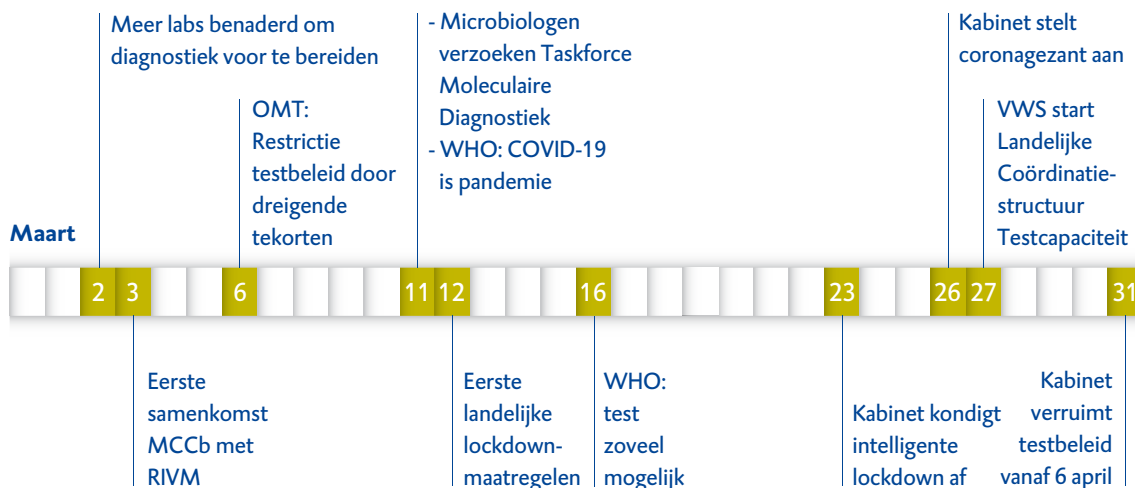 Meer labs benaderd om
diagnostiek voor te bereiden
OMT:
Restrictie
testbeleid door
dreigende
tekorten
- Microbiologen
verzoeken Taskforce
Moleculaire
Diagnostiek
- WHO: COVID-19
is pandemie
Kabinet stelt
coronagezant aan
VWS start
Landelijke
Coördinatie-
structuur
Testcapaciteit
Maart
2 3 6 11 12 16 23 26 27 31
Eerste
samenkomst
MCCb met
RIVM
Eerste
landelijke
lockdown-
maatregelen
WHO:
test
zoveel
mogelijk
Kabinet kondigt
intelligente
lockdown af
Kabinet
verruimt
testbeleid
vanaf 6 april